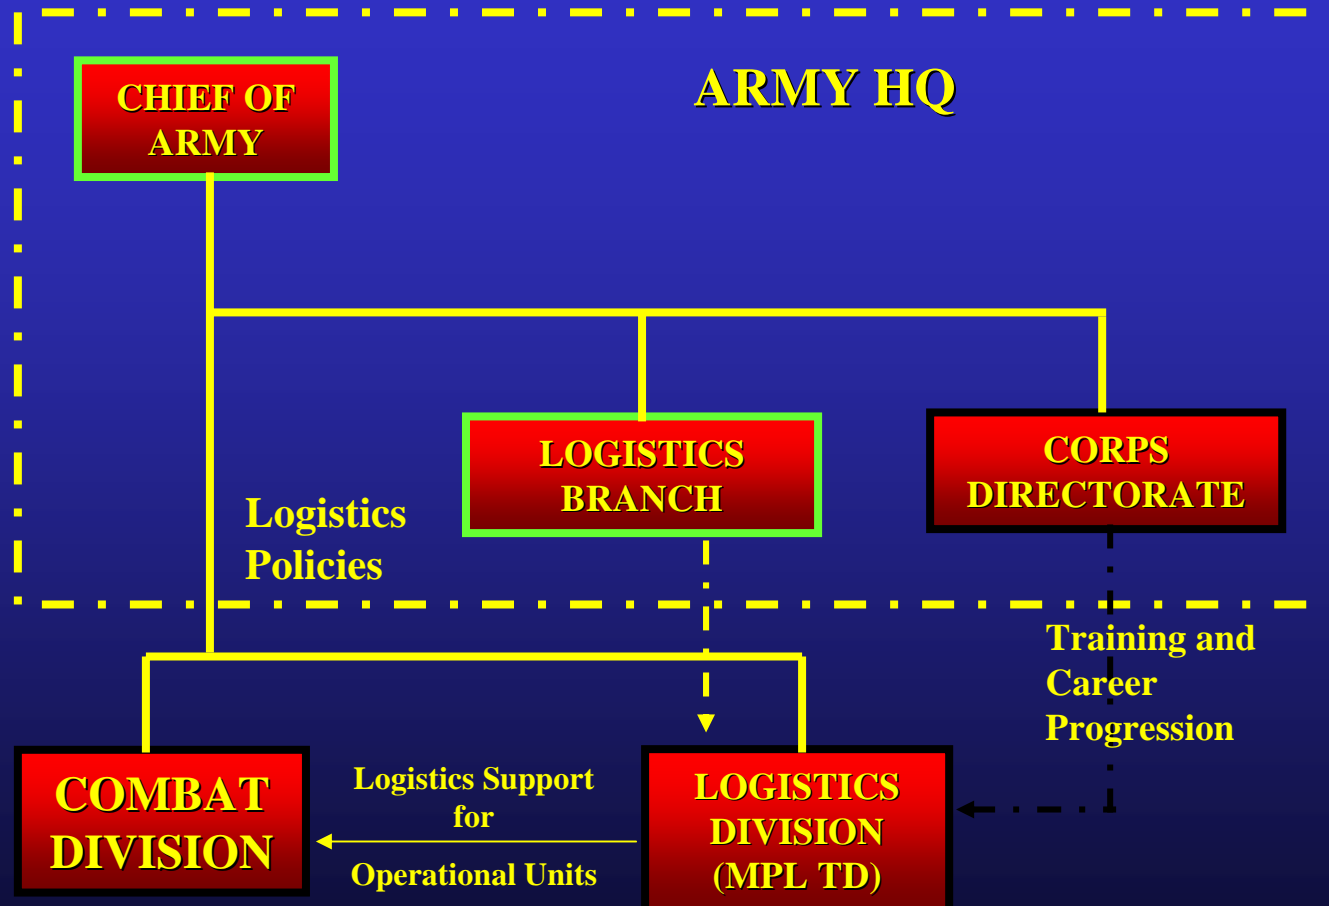 ARMY HQ
CHIEF OF
ARMY
LOGISTICS
BRANCH
CORPS
DIRECTORATE
Logistics
Policies
Training and
Career
Progression
COMBAT
DIVISION
Logistics Support
for
Operational Units
LOGISTICS
DIVISION
(MPL TD)